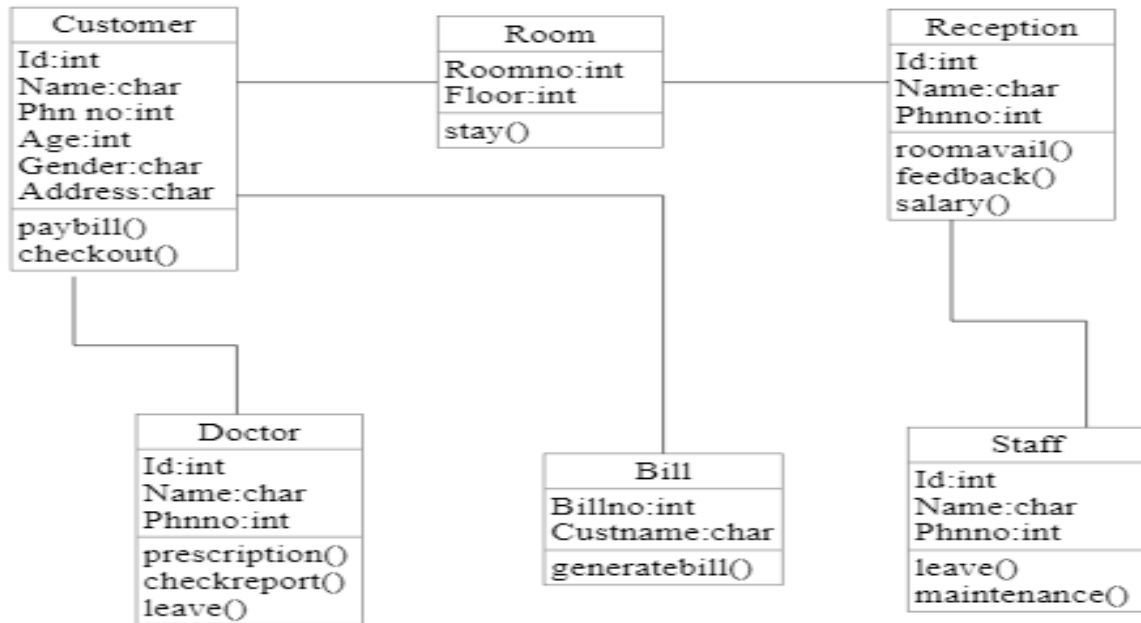 Customer
Id:int
Name:char
Phn no:int
Age:int
Gender:char
Address:char
paybill()
checkout()
Room
Roomno:int
Floor:int
stay()
Reception
Id:int
Name:char
Phnno:int
roomavail()
feedback()
salary()
Doctor
Id:int
Name:char
Phnno:int
prescription()
checkreport()
leave()
Bill
Billno:int
Custname:char
generatebill()
Staff
Id:int
Name:char
Phnno:int
leave()
maintenance()